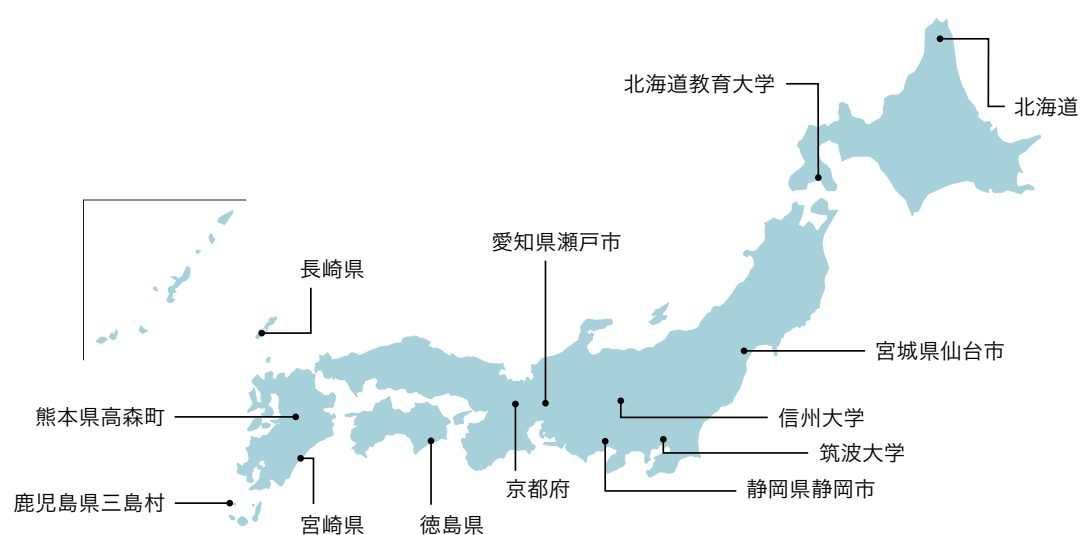 北海道教育大学
北海道
愛知県瀬戸市
長崎県
宮城県仙台市
熊本県高森町
信州大学
筑波大学
京都府
静岡県静岡市
鹿児島県三島村
宮崎県
徳島県